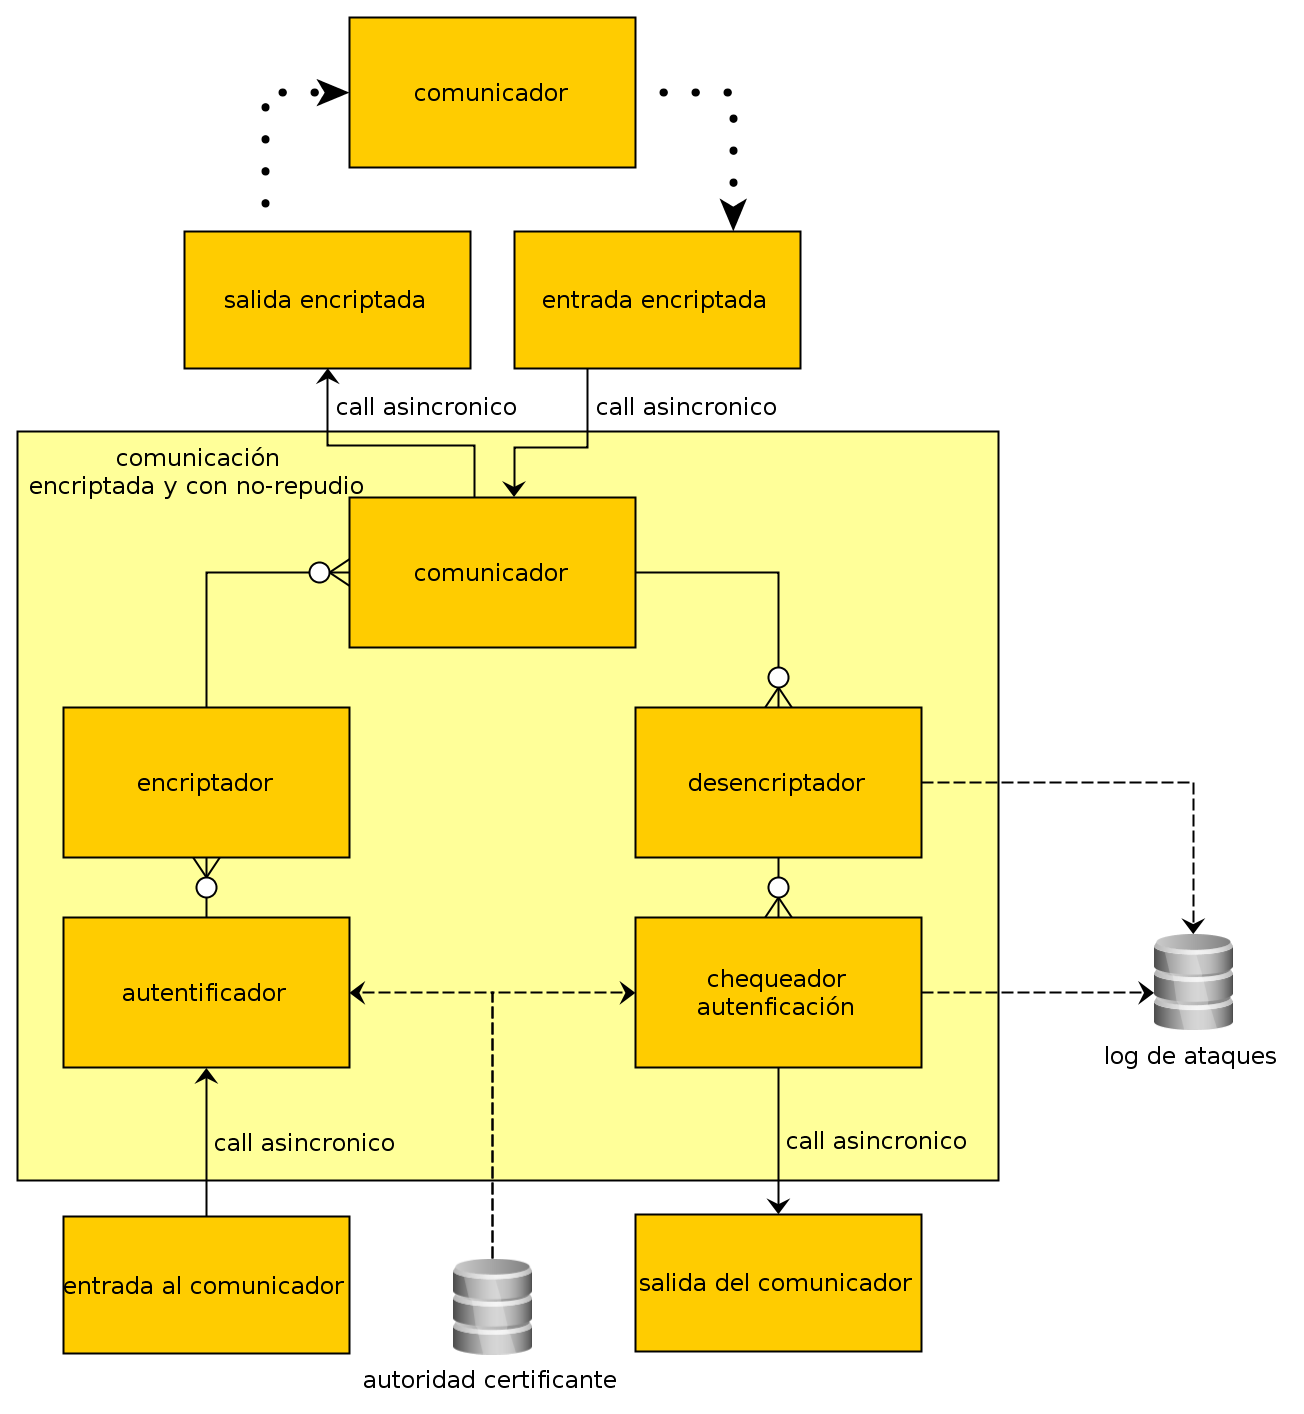 comunicador
salida encriptada
entrada encriptada
call asincronico
call asincronico
comunicación
encriptada y con no-repudio
comunicador
encriptador
desencriptador
autentificador
chequeador
autenficación
log de ataques
call asincronico
call asincronico
entrada al comunicador
salida del comunicador
autoridad certificante